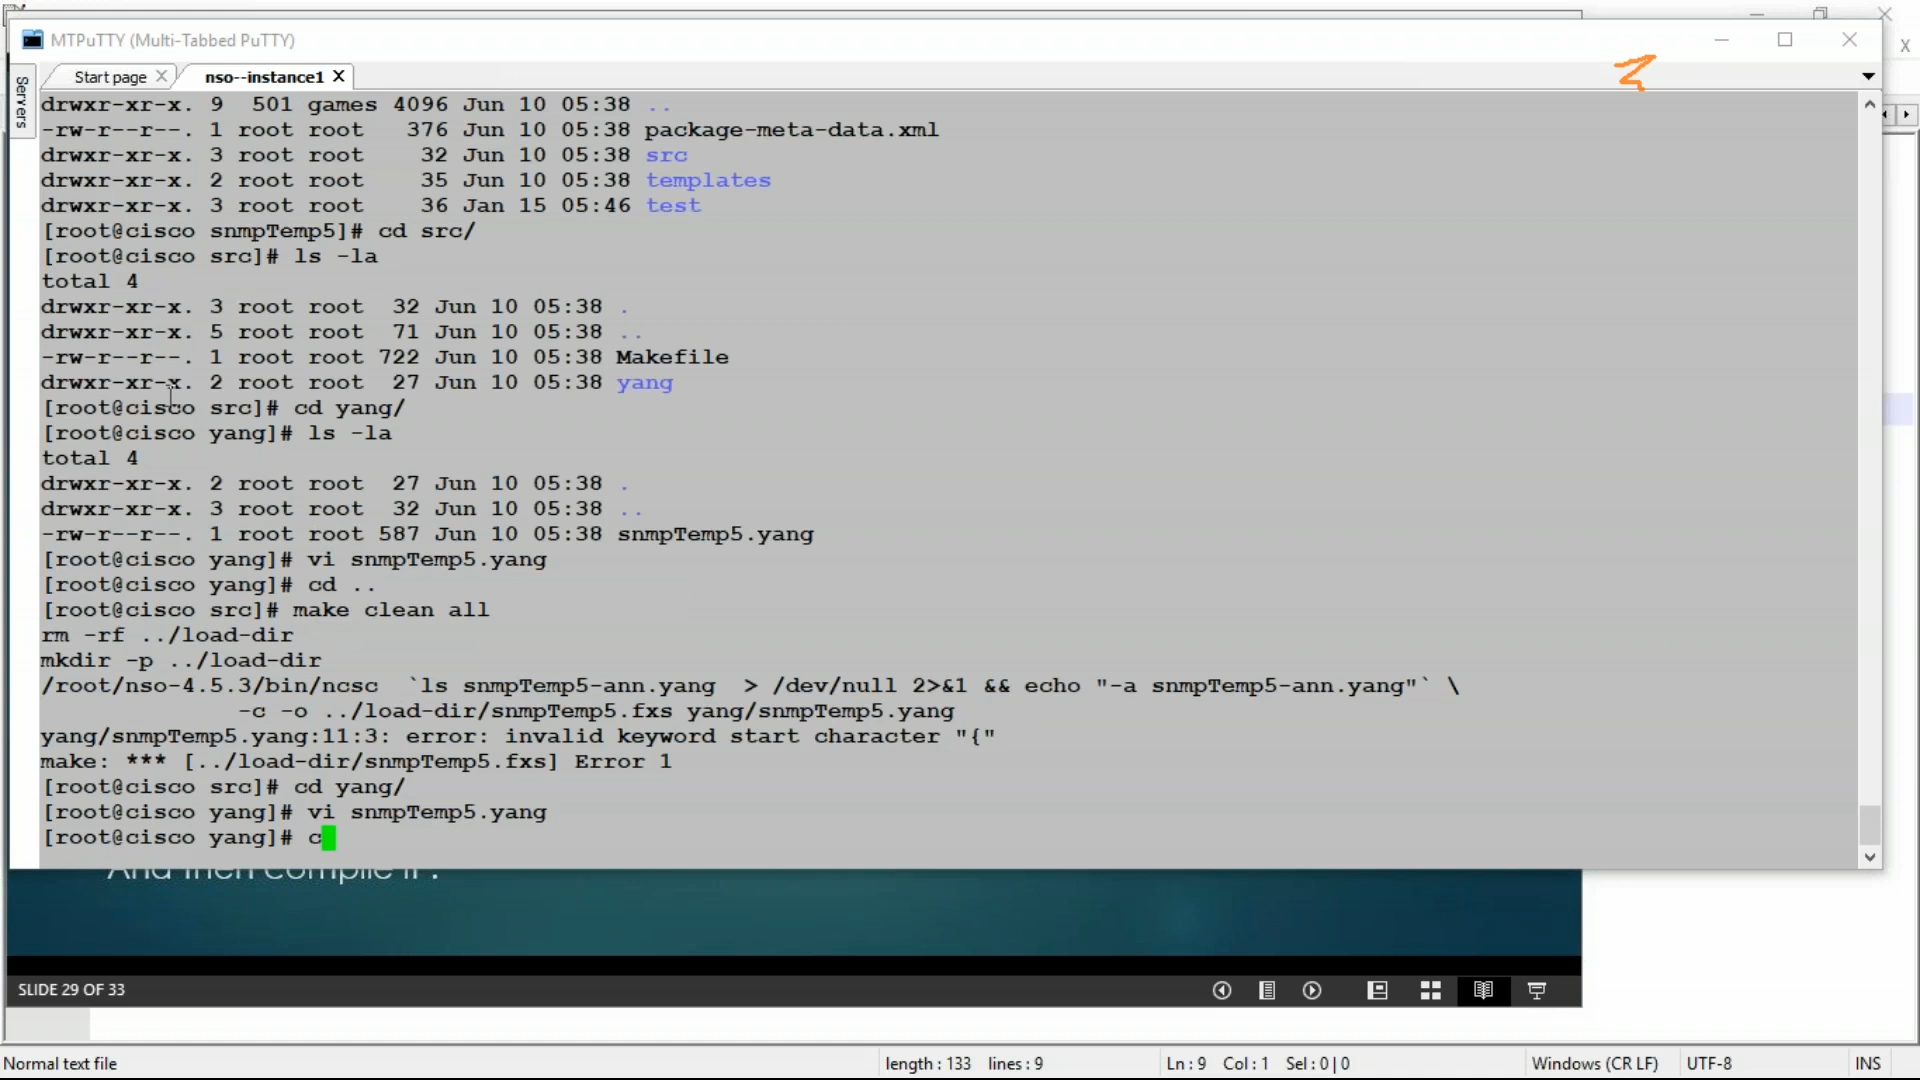 MTPuTTY (Multi-Tabbed PuTTY)
Servers
Start page
nso--instance1
drwxr-xr-x. 9  501 games 4096 Jun 10 05:38 ..
-rw-r--r--. 1 root root   376 Jun 10 05:38 package-meta-data.xml
drwxr-xr-x. 3 root root    32 Jun 10 05:38 src
drwxr-xr-x. 2 root root    35 Jun 10 05:38 templates
drwxr-xr-x. 3 root root    36 Jan 15 05:46 test
[root@cisco snmpTemp5]# cd src/
[root@cisco src]# ls -la
total 4
drwxr-xr-x. 3 root root  32 Jun 10 05:38 .
drwxr-xr-x. 5 root root  71 Jun 10 05:38 ..
-rw-r--r--. 1 root root 722 Jun 10 05:38 Makefile
drwxr-xr-x. 2 root root  27 Jun 10 05:38 yang
[root@cisco src]# cd yang/
[root@cisco yang]# ls -la
total 4
drwxr-xr-x. 2 root root  27 Jun 10 05:38 .
drwxr-xr-x. 3 root root  32 Jun 10 05:38 ..
-rw-r--r--. 1 root root 587 Jun 10 05:38 snmpTemp5.yang
[root@cisco yang]# vi snmpTemp5.yang
[root@cisco yang]# cd ..
[root@cisco src]# make clean all
rm -rf ../load-dir
mkdir -p ../load-dir
/root/nso-4.5.3/bin/ncsc  `ls snmpTemp5-ann.yang  > /dev/null 2>&1 && echo "-a snmpTemp5-ann.yang"` \
              -c -o ../load-dir/snmpTemp5.fxs yang/snmpTemp5.yang
yang/snmpTemp5.yang:11:3: error: invalid keyword start character "{"
make: *** [../load-dir/snmpTemp5.fxs] Error 1
[root@cisco src]# cd yang/
[root@cisco yang]# vi snmpTemp5.yang
[root@cisco yang]# c
And then compile it.
SLIDE 29 OF 33
Normal text file
length : 133 lines : 9
Ln : 9 Col : 1 Sel : 0 | 0
Windows (CR LF)
UTF-8
INS